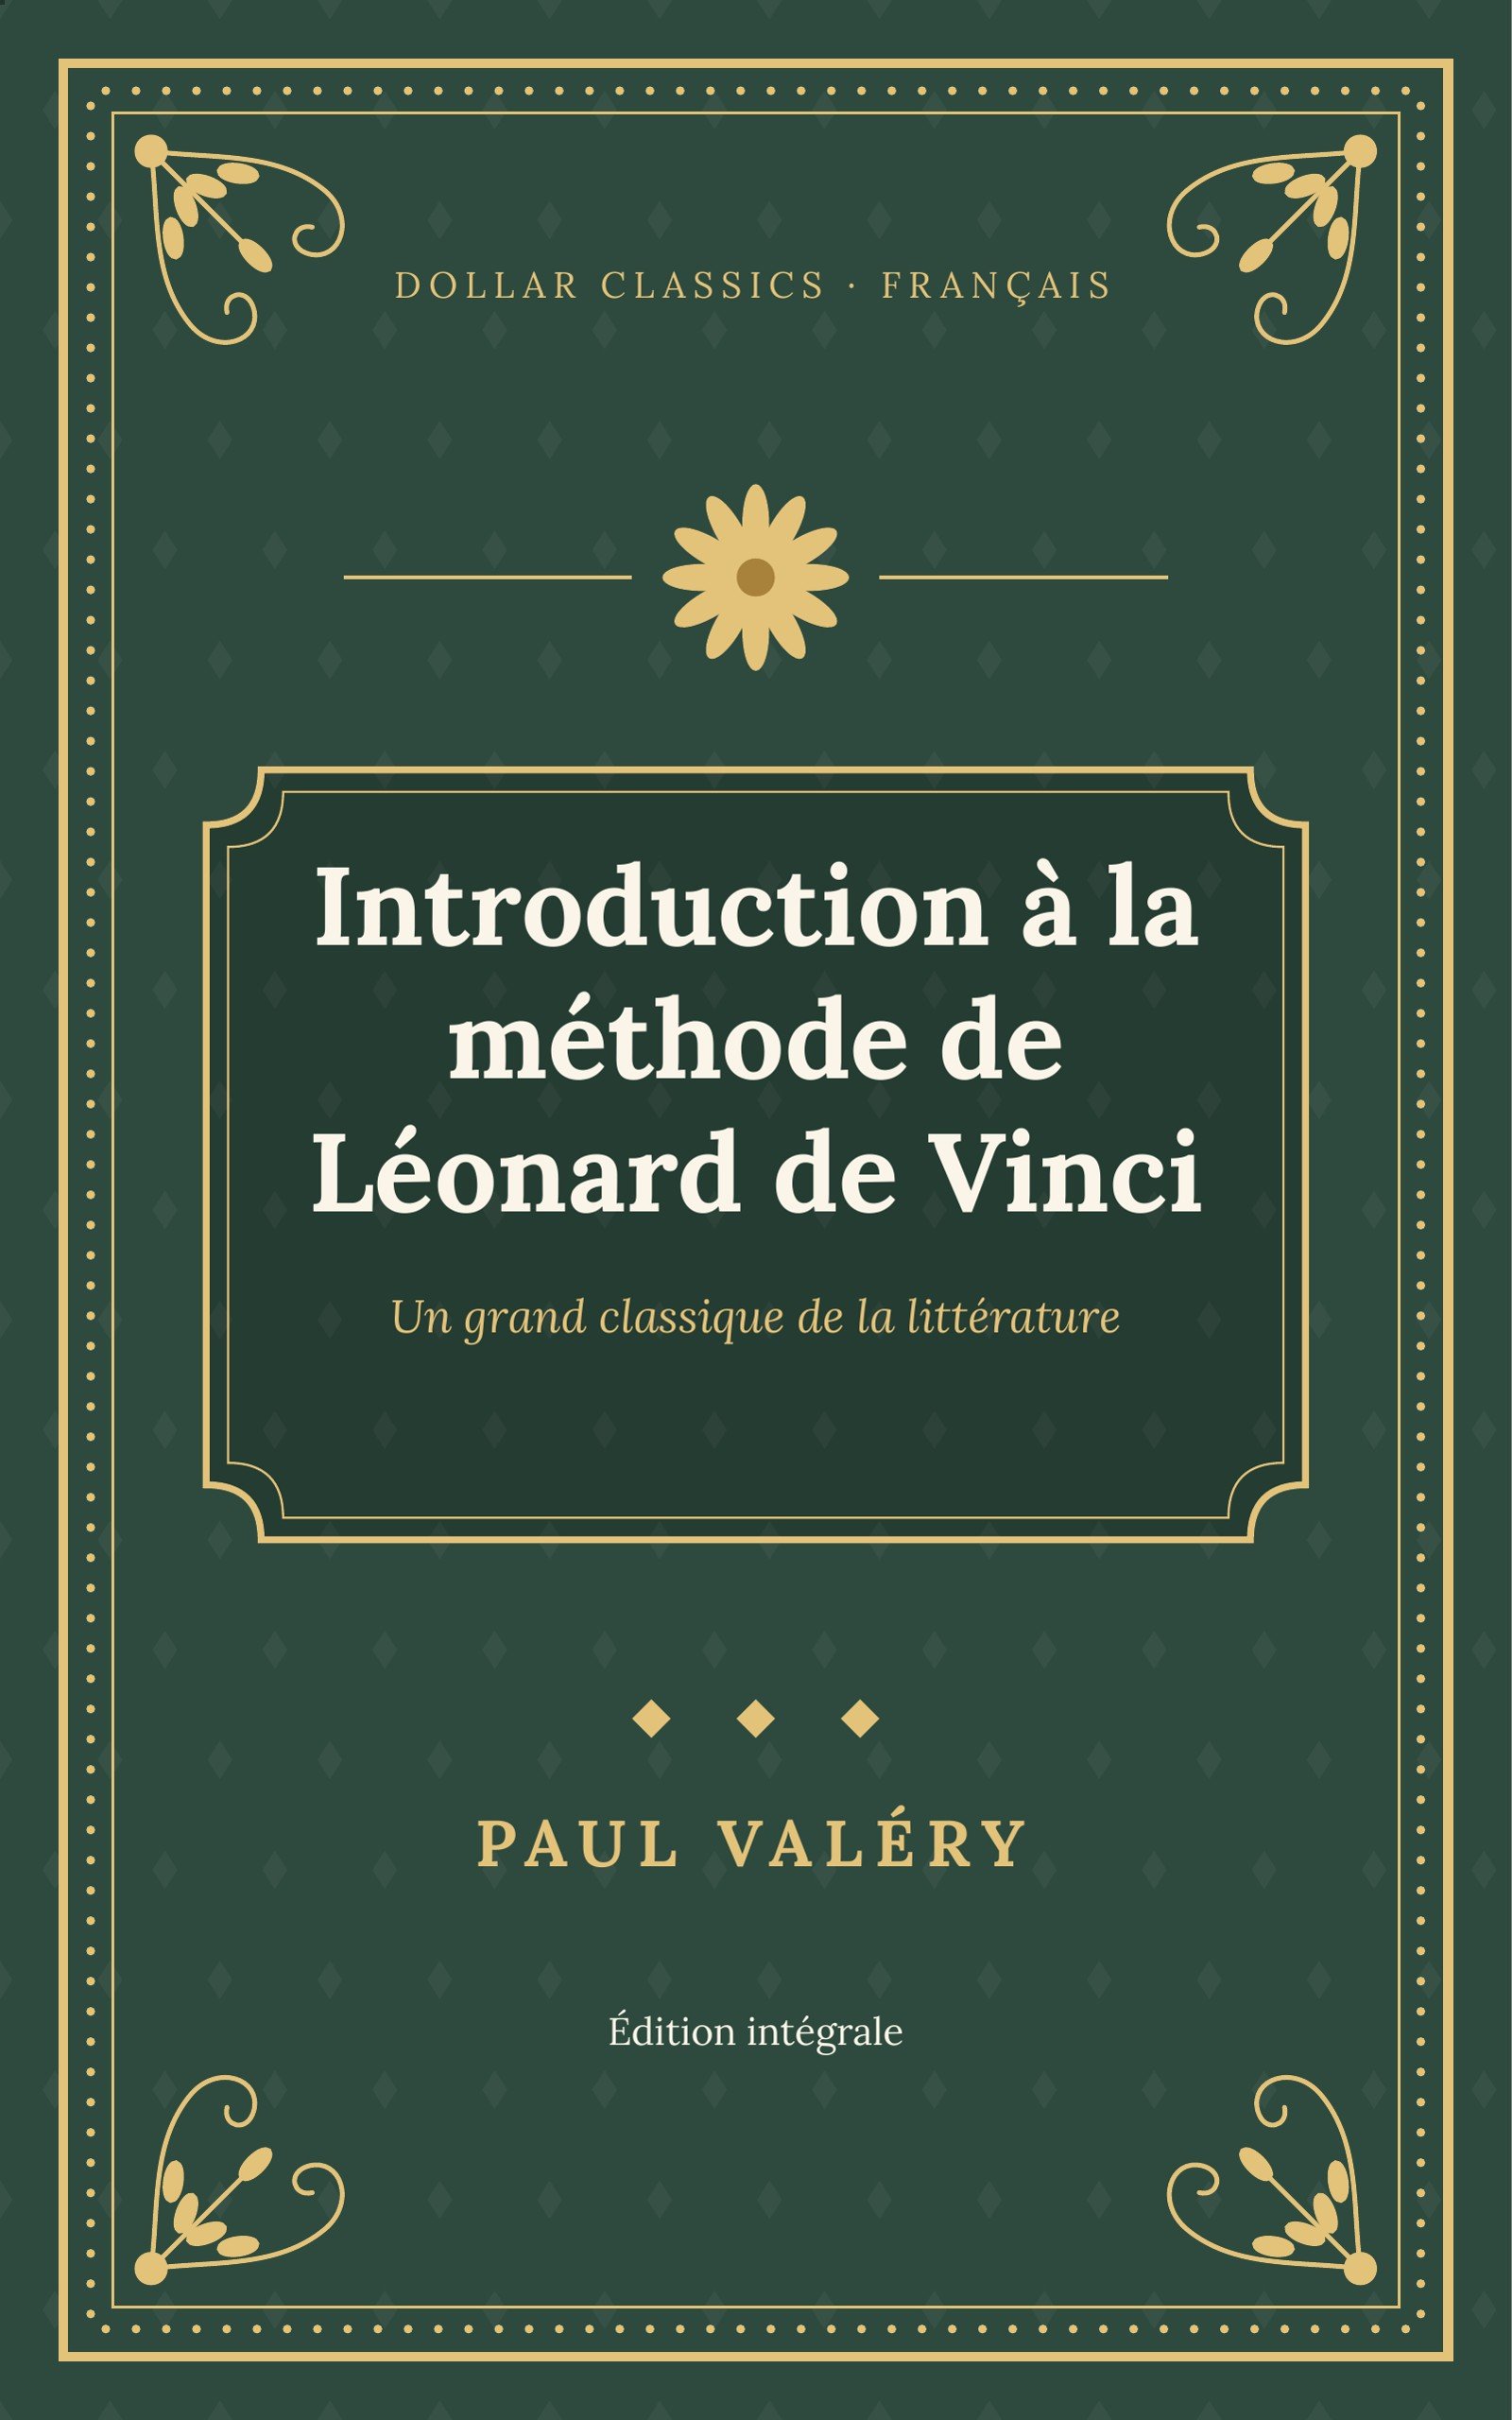 DOLLAR CLASSICS · FRANÇAIS
Introduction à la
méthode de
Léonard de Vinci
Un grand classique de la littérature
PAUL VALÉRY
Édition intégrale